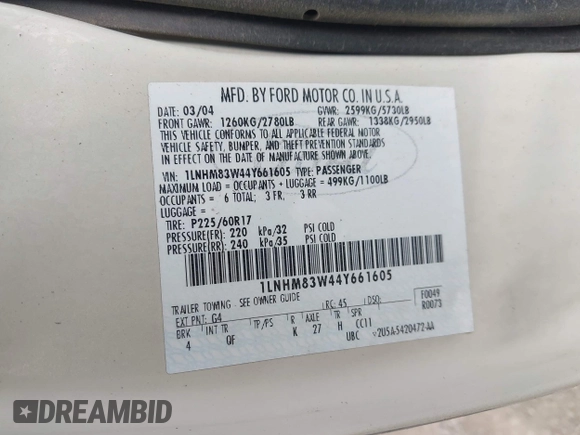 MFD. BY FORD MOTOR CO. IN U.S.A.
DATE: 03/04 GVWR: 2599KG/5730LB
FRONT GAWR: 1260KG/2780LB REAR GAWR: 1338KG/2950LB
THIS VEHICLE CONFORMS TO ALL APPLICABLE FEDERAL MOTOR
VEHICLE SAFETY, BUMPER, AND THEFT PREVENTION STANDARDS
IN EFFECT ON THE DATE OF MANUFACTURE SHOWN ABOVE.
VIN: 1LNHM83W44Y661605 TYPE: PASSENGER
MAXIMUM LOAD = OCCUPANTS + LUGGAGE = 499KG/1100LB
OCCUPANTS = 6 TOTAL: 3 FR, 3 RR
LUGGAGE =
P225/60R17
PRESSURE(FR): 220 kPa/32 PSI COLD
PRESSURE(RR): 240 kPa/35 PSI COLD
1LNHM83W44Y661605
TRAILER TOWING - SEE OWNER GUIDE
EXT PNT: G4 RC: 45 DSO: F0049
R0073
BRK INT TR TP/PS R AXLE TR SPR
4 QF K 27 H CC11
UBC V2U5A-5420472-AA
AUTOBIDMASTER
DREAMBID